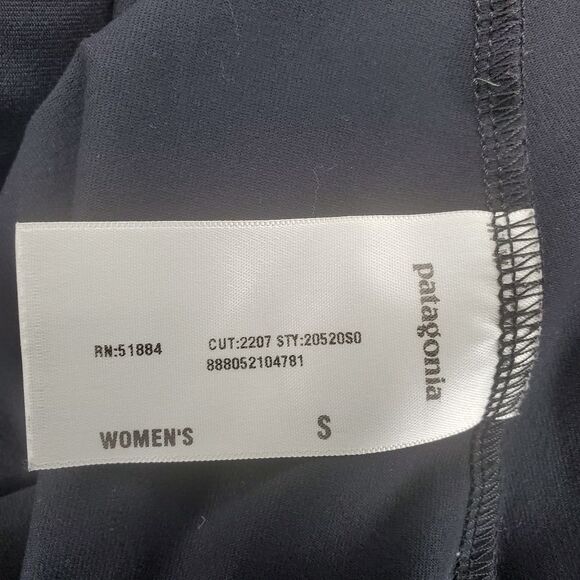 patagonia
RN:51884
CUT:2207 STY:20520S0
888052104781
WOMEN'S S